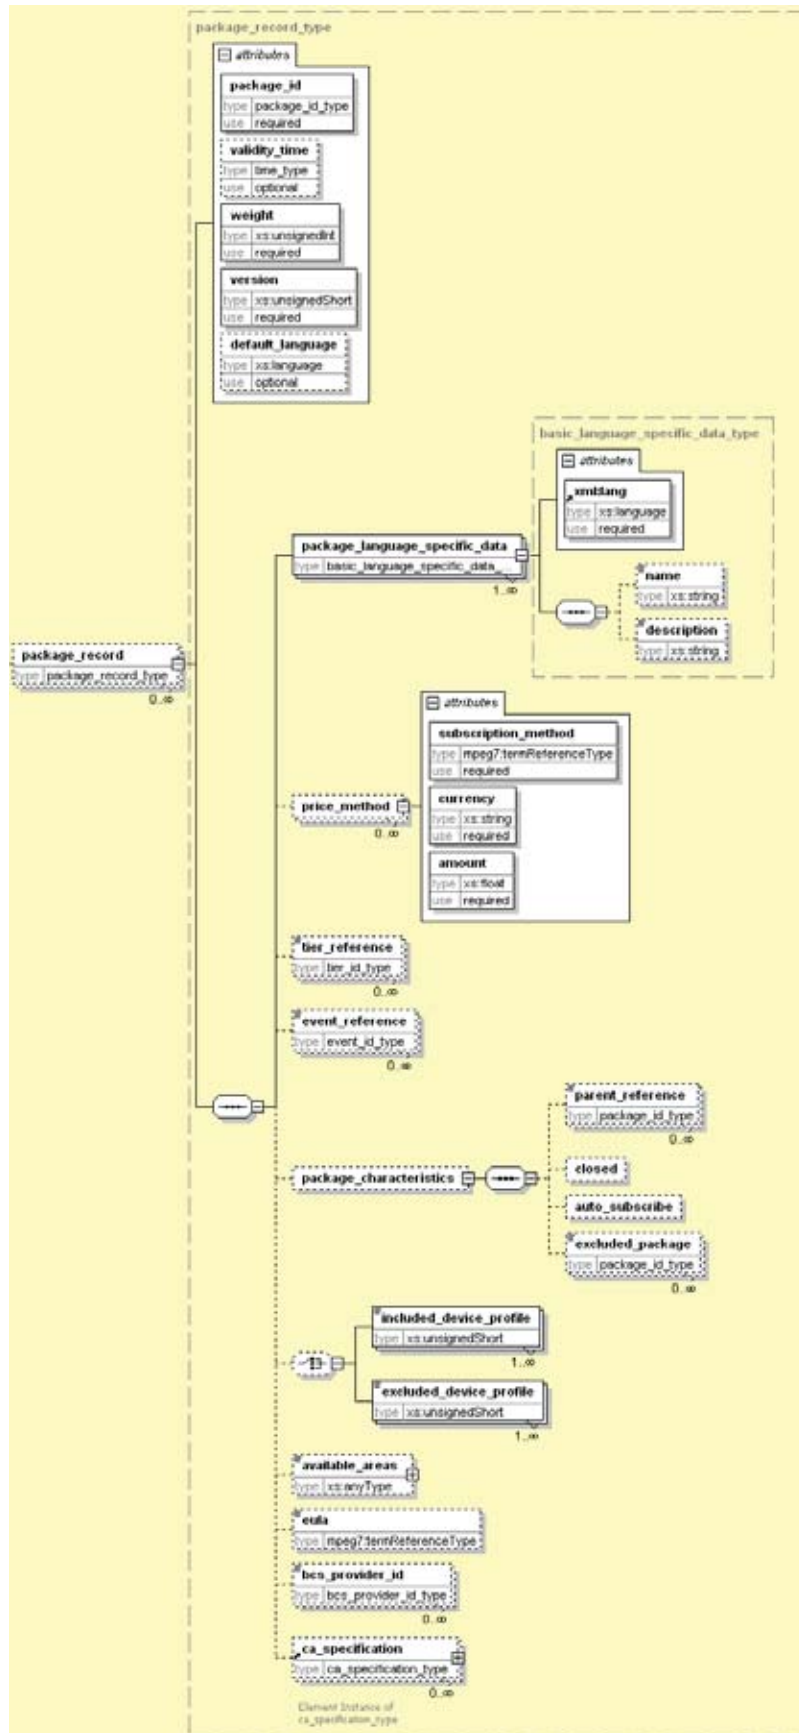 package_record_type
attributes
package_id
type package_id_type
use required
validity_time
type time_type
use optional
weight
type xs:unsignedInt
use required
version
type xs:unsignedShort
use required
default_language
type xs:language
use optional
basic_language_specific_data_type
attributes
xml:lang
type xs:language
use required
package_language_specific_data
type basic_language_specific_data_...
1..∞
name
type xs:string
description
type xs:string
package_record
type package_record_type
0..∞
attributes
subscription_method
type mpeg7:termReferenceType
use required
currency
type xs:string
use required
amount
type xs:float
use required
price_method
0..∞
tier_reference
type tier_id_type
0..∞
event_reference
type event_id_type
0..∞
parent_reference
type package_id_type
0..∞
package_characteristics
closed
auto_subscribe
excluded_package
type package_id_type
0..∞
included_device_profile
type xs:unsignedShort
1..∞
excluded_device_profile
type xs:unsignedShort
1..∞
available_areas
type xs:anyType
eula
type mpeg7:termReferenceType
bcs_provider_id
type bcs_provider_id_type
0..∞
ca_specification
type ca_specification_type
0..∞
Element Instance of
ca_specification_type